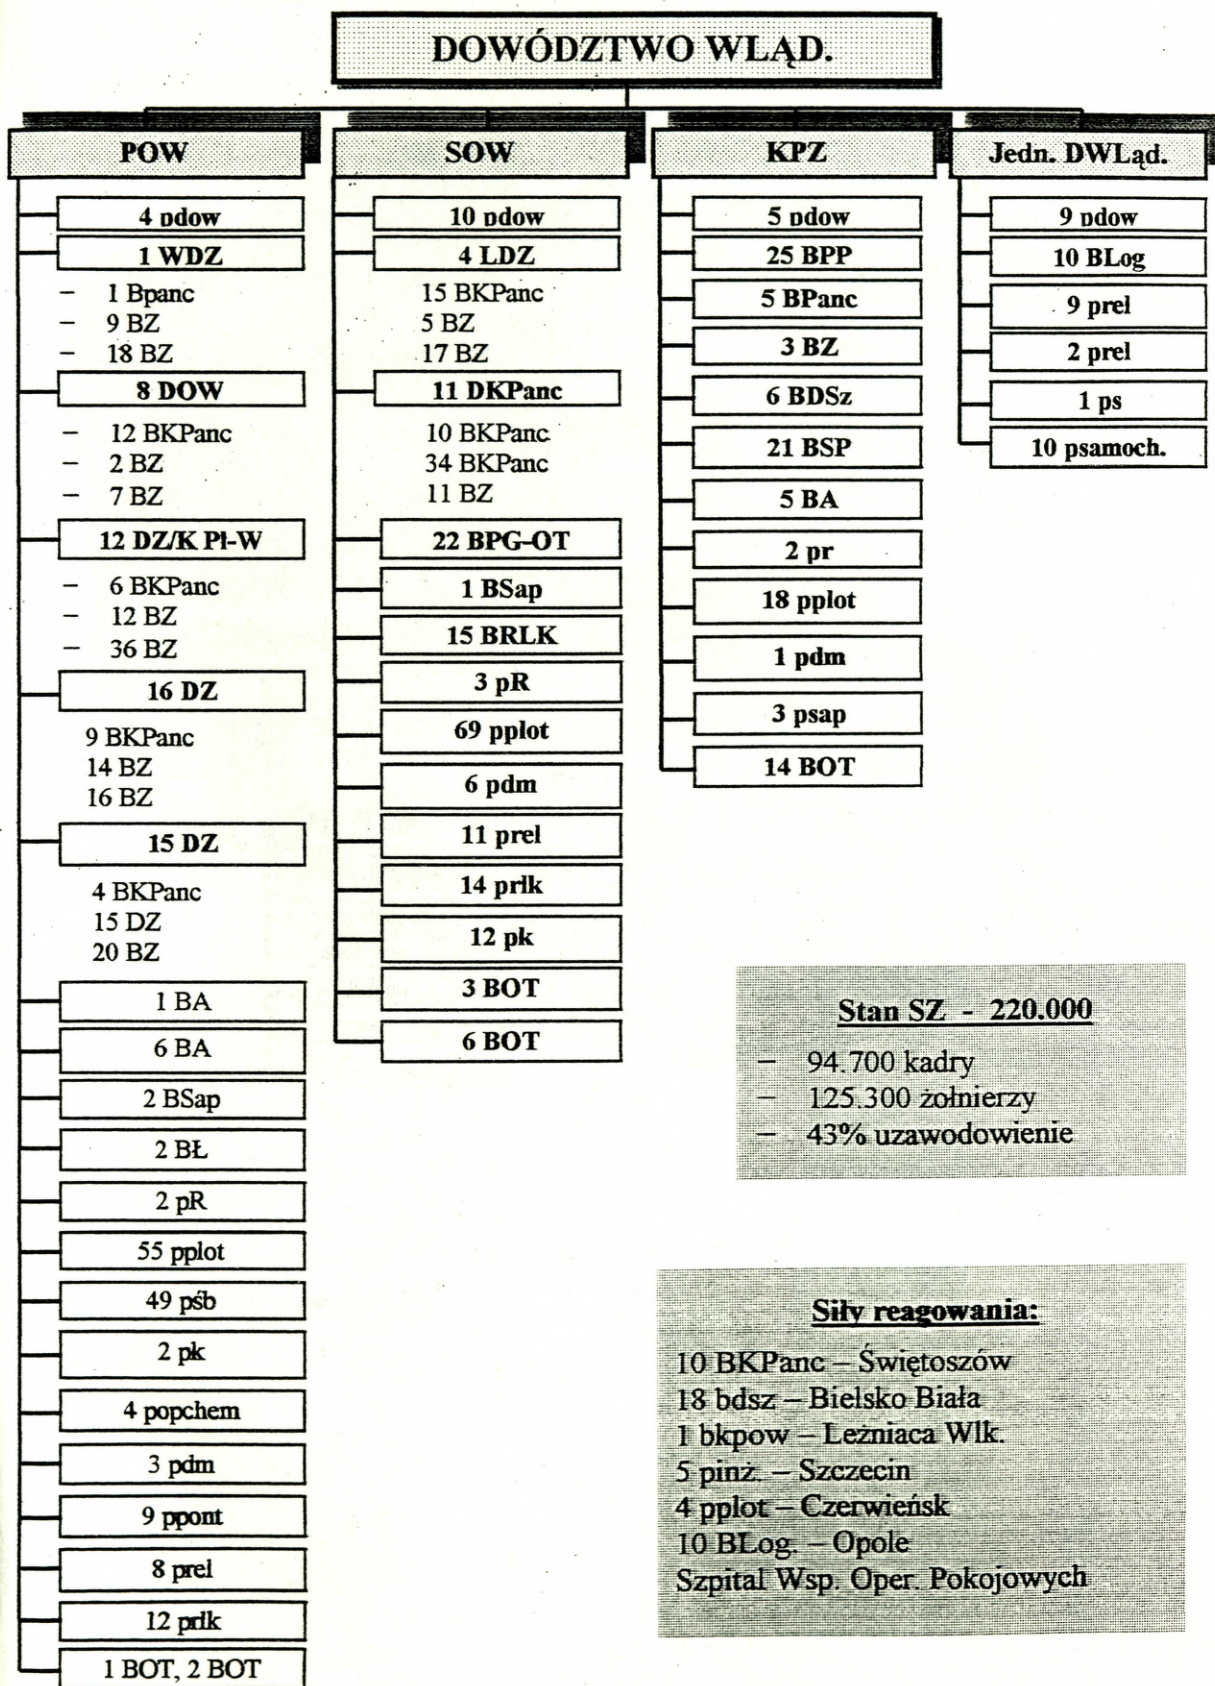 DOWÓDZTWO WLĄD.
POW
4 pdow
1 WDZ
– 1 Bpanc
– 9 BZ
– 18 BZ
8 DOW
– 12 BKPanc
– 2 BZ
– 7 BZ
12 DZ/K Pł-W
– 6 BKPanc
– 12 BZ
– 36 BZ
16 DZ
9 BKPanc
14 BZ
16 BZ
15 DZ
4 BKPanc
15 DZ
20 BZ
1 BA
6 BA
2 BSap
2 BŁ
2 pR
55 pplot
49 pśb
2 pk
4 popchem
3 pdm
9 ppont
8 prel
12 prlk
1 BOT, 2 BOT
SOW
10 pdow
4 LDZ
15 BKPanc
5 BZ
17 BZ
11 DKPanc
10 BKPanc
34 BKPanc
11 BZ
22 BPG-OT
1 BSap
15 BRLK
3 pR
69 pplot
6 pdm
11 prel
14 prlk
12 pk
3 BOT
6 BOT
KPZ
5 pdow
25 BPP
5 BPanc
3 BZ
6 BDSz
21 BSP
5 BA
2 pr
18 pplot
1 pdm
3 psap
14 BOT
Jedn. DWLąd.
9 pdow
10 BLog
9 prel
2 prel
1 ps
10 psamoch.
Stan SZ - 220.000
– 94.700 kadry
– 125.300 żołnierzy
– 43% uzawodowienie
Siły reagowania:
10 BKPanc – Świętoszów
18 bdsz – Bielsko Biała
1 bkpow – Leźniaca Wlk.
5 pinż. – Szczecin
4 pplot – Czerwieńsk
10 BLog. – Opole
Szpital Wsp. Oper. Pokojowych